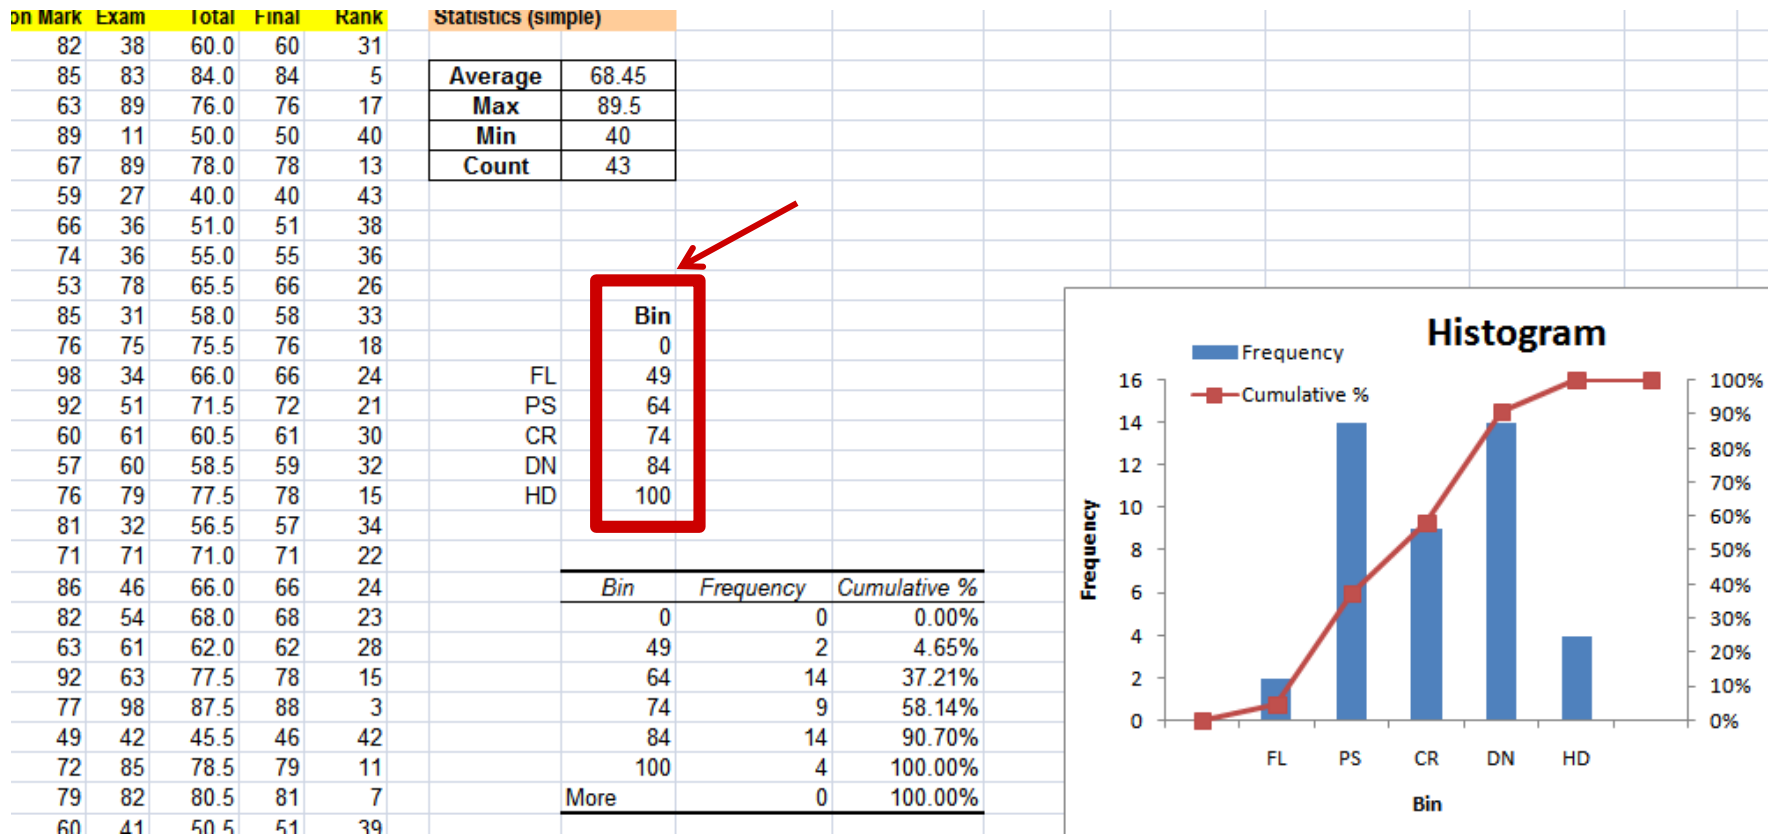 on Mark Exam Total Final Rank Statistics (simple)
82 38 60.0 60 31
85 83 84.0 84 5 Average 68.45
63 89 76.0 76 17 Max 89.5
89 11 50.0 50 40 Min 40
67 89 78.0 78 13 Count 43
59 27 40.0 40 43
66 36 51.0 51 38
74 36 55.0 55 36
53 78 65.5 66 26
85 31 58.0 58 33 Bin
76 75 75.5 76 18 0
98 34 66.0 66 24 FL 49
92 51 71.5 72 21 PS 64
60 61 60.5 61 30 CR 74
57 60 58.5 59 32 DN 84
76 79 77.5 78 15 HD 100
81 32 56.5 57 34
71 71 71.0 71 22
86 46 66.0 66 24 Bin Frequency Cumulative %
82 54 68.0 68 23 0 0 0.00%
63 61 62.0 62 28 49 2 4.65%
92 63 77.5 78 15 64 14 37.21%
77 98 87.5 88 3 74 9 58.14%
49 42 45.5 46 42 84 14 90.70%
72 85 78.5 79 11 100 4 100.00%
79 82 80.5 81 7 More 0 100.00%
60 41 50.5 51 39
Histogram
Frequency
Cumulative %
Frequency
16
14
12
10
8
6
4
2
0
100%
90%
80%
70%
60%
50%
40%
30%
20%
10%
0%
FL PS CR DN HD
Bin